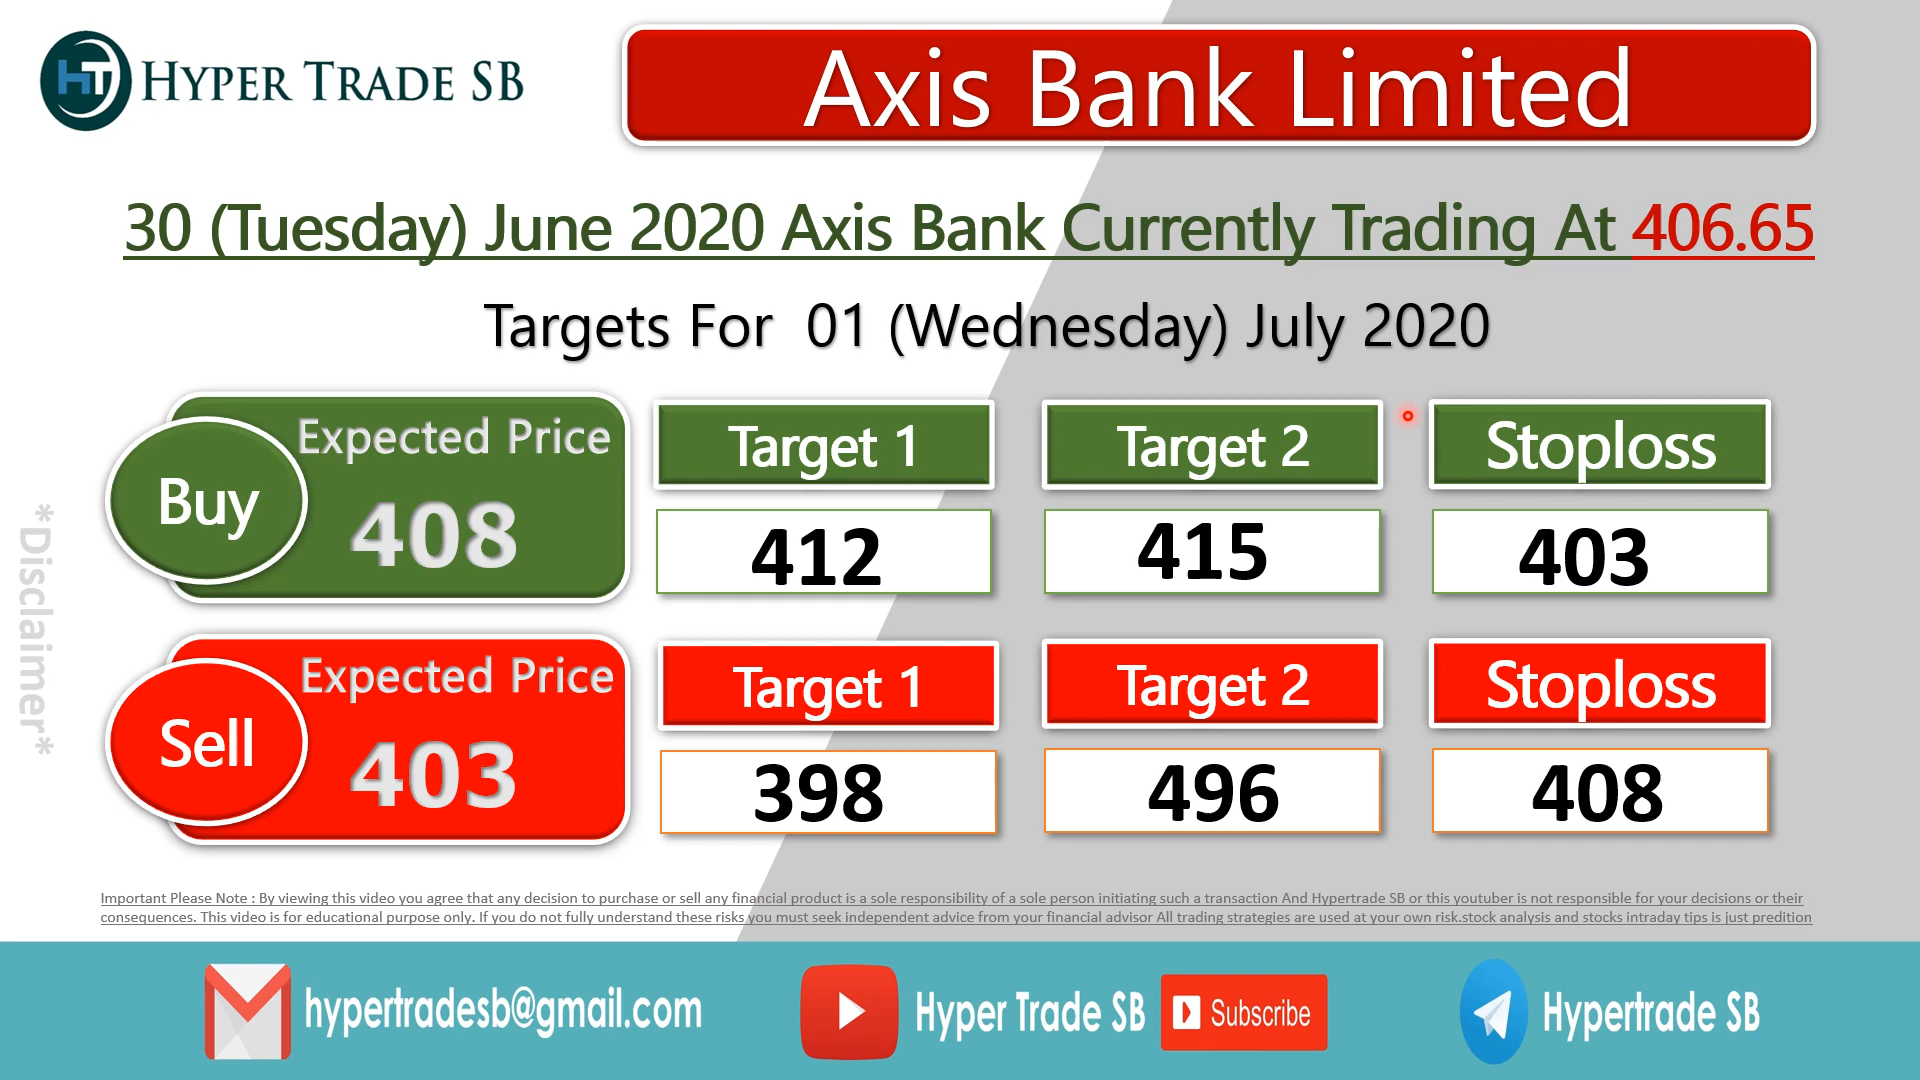 HT HYPER TRADE SB
Axis Bank Limited
30 (Tuesday) June 2020 Axis Bank Currently Trading At 406.65
Targets For 01 (Wednesday) July 2020
Buy
Expected Price
408
Target 1
Target 2
Stoploss
412
415
403
Sell
Expected Price
403
Target 1
Target 2
Stoploss
398
496
408
*Disclaimer*
Important Please Note : By viewing this video you agree that any decision to purchase or sell any financial product is a sole responsibility of a sole person initiating such a transaction And Hypertrade SB or this youtuber is not responsible for your decisions or their
consequences. This video is for educational purpose only. If you do not fully understand these risks you must seek independent advice from your financial advisor All trading strategies are used at your own risk.stock analysis and stocks intraday tips is just predition
hypertradesb@gmail.com
Hyper Trade SB
Subscribe
Hypertrade SB